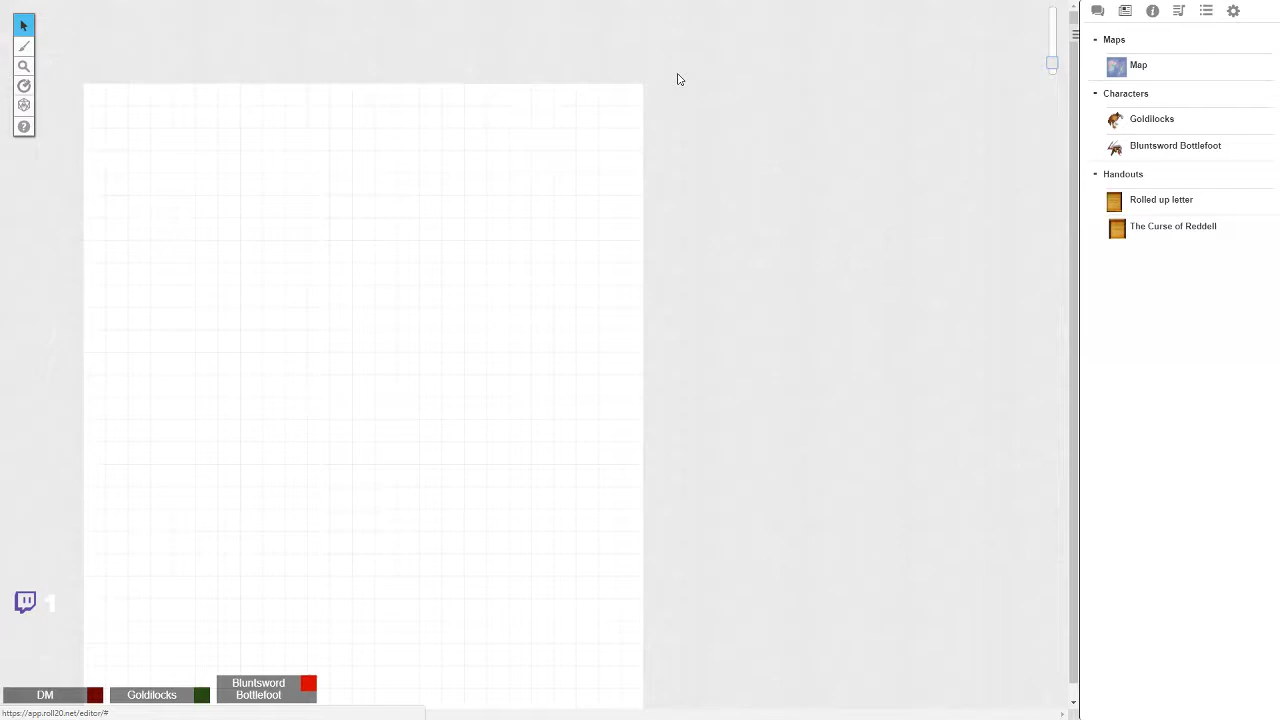 Maps
Map
Characters
Goldilocks
Bluntsword Bottlefoot
Handouts
Rolled up letter
The Curse of Reddell
1
DM
Goldilocks
Bluntsword
Bottlefoot
https://app.roll20.net/editor/#